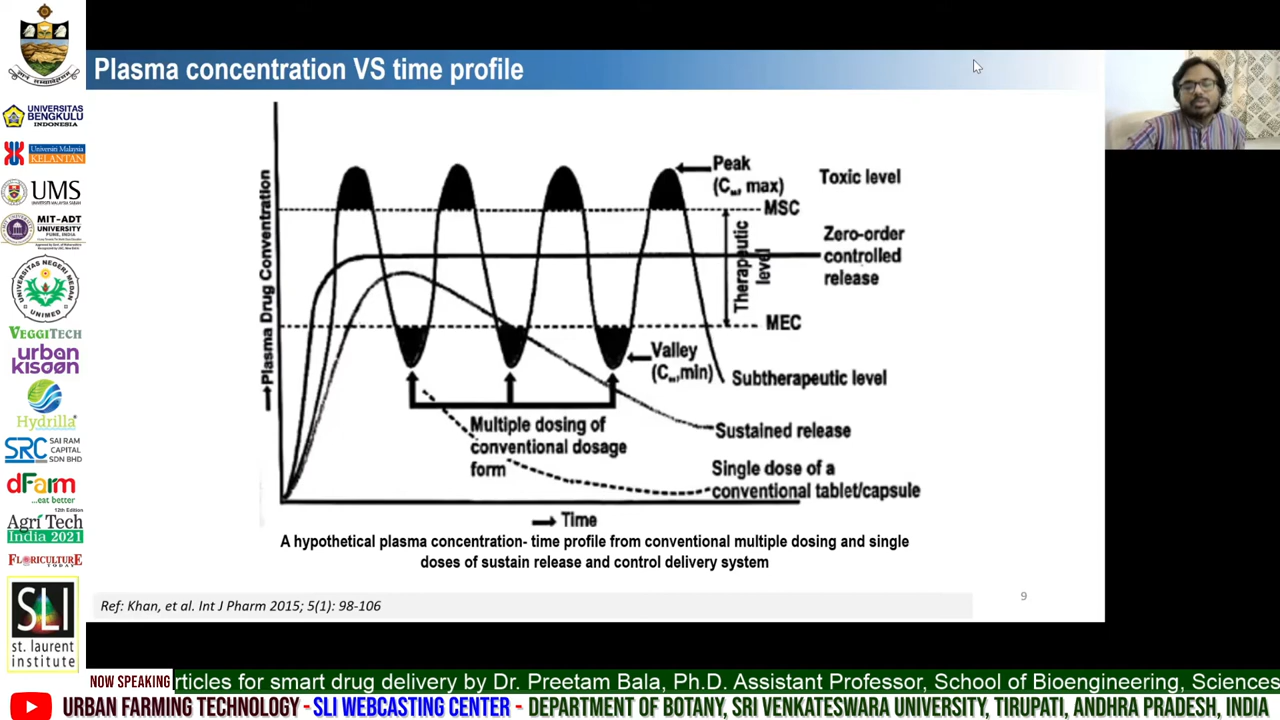 Plasma concentration VS time profile
Plasma Drug Concentration
Peak
max)
Toxic level
MSC
Zero-order
controlled
release
Therapeutic
level
MEC
Valley
min)
Subtherapeutic level
Multiple dosing of
conventional dosage
form
Sustained release
Single dose of a
conventional tablet/capsule
Time
A hypothetical plasma concentration- time profile from conventional multiple dosing and single
doses of sustain release and control delivery system
Ref: Khan, et al. Int J Pharm 2015; 5(1): 98-106
9
UNIVERSITAS
BENGKULU
INDONESIA
Universiti Malaysia
KELANTAN
UMS
UNIVERSITI MALAYSIA SABAH
MIT-ADT
UNIVERSITY
PUNE, INDIA
UNIVERSITAS NEGERI
MEDAN
UNIMED
VEGGITECH
urban
kisaan
Hydrilla
SRC
SAI RAM
CAPITAL
SDN BHD
dFarm
...eat better
12th Edition
Agri Tech
India 2021
FLORICULTURE
TODAY
SLI
st. laurent
institute
NOW SPEAKING
rticles for smart drug delivery by Dr. Preetam Bala, Ph.D. Assistant Professor, School of Bioengineering, Sciences
URBAN FARMING TECHNOLOGY - SLI WEBCASTING CENTER - DEPARTMENT OF BOTANY, SRI VENKATESWARA UNIVERSITY, TIRUPATI, ANDHRA PRADESH, INDIA